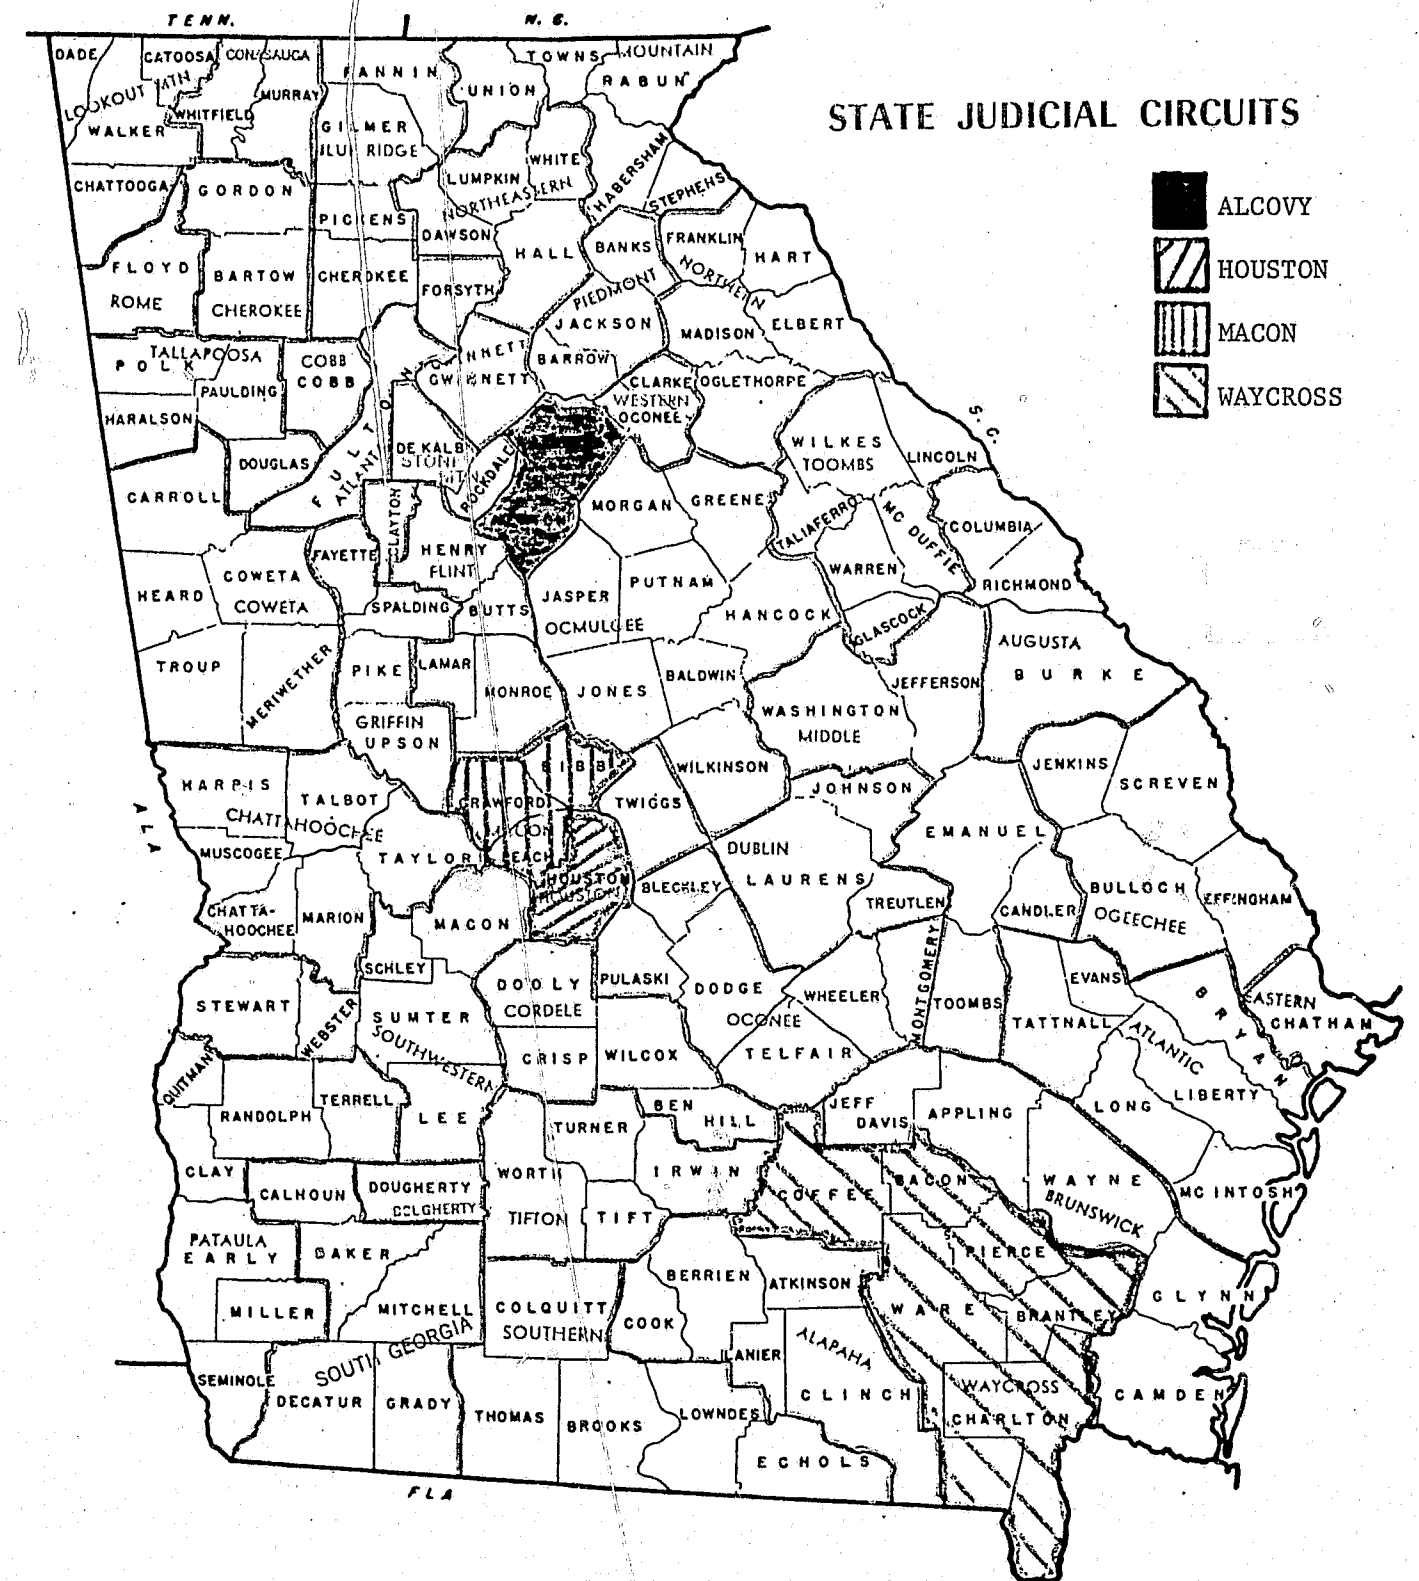 TENN.
N. C.
DADE
CATOOSA
CONASAUGA
FANNIN
UNION
TOWNS
MOUNTAIN
RABUN
LOOKOUT MTN
MURRAY
WHITFIELD
WALKER
GILMER
RIDGE
LUMPKIN
WHITE
HABERSHAM
STEPHENS
NORTHEASTERN
CHATTOOGA
GORDON
PICKENS
DAWSON
HALL
BANKS
FRANKLIN
HART
NORTHERN
FLOYD
ROME
BARTOW
CHEROKEE
CHEROKEE
FORSYTH
PIEDMONT
JACKSON
MADISON
ELBERT
TALLAPOOSA
POLK
PAULDING
COBB
COBB
GWINNETT
BARROW
CLARKE
WESTERN
OCONEE
OGLETHORPE
HARALSON
DOUGLAS
FULTON
DE KALB
ROCKDALE
WILKES
TOOMBS
LINCOLN
S. C.
CARROLL
CLAYTON
MORGAN
GREENE
TALIAFERRO
MC DUFFIE
COLUMBIA
FAYETTE
HENRY
FLINT
WARREN
RICHMOND
HEARD
COWETA
COWETA
SPALDING
BUTTS
JASPER
PUTNAM
OCMULGEE
HANCOCK
GLASCOCK
AUGUSTA
BURKE
TROUP
MERIWETHER
PIKE
LAMAR
MONROE
JONES
BALDWIN
JEFFERSON
GRIFFIN
UPSON
WASHINGTON
MIDDLE
HARRIS
TALBOT
CHATTAHOOCHEE
BIBB
CRAWFORD
TWIGGS
WILKINSON
JOHNSON
JENKINS
SCREVEN
ALA
MUSCOGEE
TAYLOR
MACON
DUBLIN
LAURENS
EMANUEL
HOUSTON
HOUSTON
BLECKLEY
TREUTLEN
CANDLER
BULLOCH
OGEECHEE
EFFINGHAM
CHATTA-
HOOCHEE
MARION
MACON
SCHLEY
DOOLY
CORDELE
PULASKI
DODGE
WHEELER
MONTGOMERY
TOOMBS
EVANS
BRYAN
EASTERN
CHATHAM
STEWART
WEBSTER
SUMTER
SOUTHWESTERN
OCONEE
TATTNALL
ATLANTIC
QUITMAN
CRISP
WILCOX
TELFAIR
LIBERTY
RANDOLPH
TERRELL
LEE
TURNER
BEN
HILL
JEFF
DAVIS
APPLING
LONG
CLAY
CALHOUN
DOUGHERTY
DOUGHERTY
WORTH
TIFTON
TIFT
IRWIN
COFFEE
BACON
WAYNE
BRUNSWICK
MC INTOSH
PATAULA
EARLY
BAKER
BERRIEN
ATKINSON
PIERCE
MILLER
MITCHELL
COLQUITT
SOUTHERN
COOK
WARE
BRANTLEY
GLYNN
SOUTH GEORGIA
LANIER
ALAPAHA
SEMINOLE
DECATUR
GRADY
THOMAS
BROOKS
LOWNDES
CLINCH
WAYCROSS
CHARLTON
CAMDEN
ECHOLS
FLA
STATE JUDICIAL CIRCUITS
ALCOVY
HOUSTON
MACON
WAYCROSS